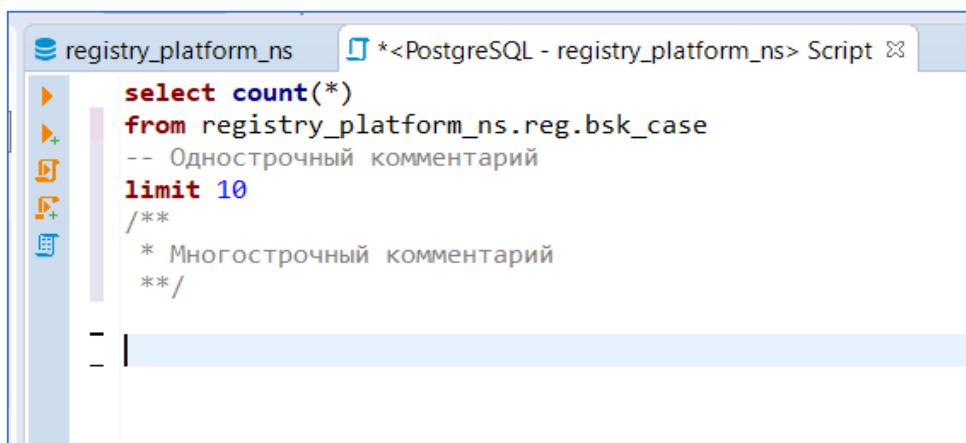 registry_platform_ns
*<PostgreSQL - registry_platform_ns> Script
select count(*)
from registry_platform_ns.reg.bsk_case
-- Однострочный комментарий
limit 10
/**
 * Многострочный комментарий
 **/